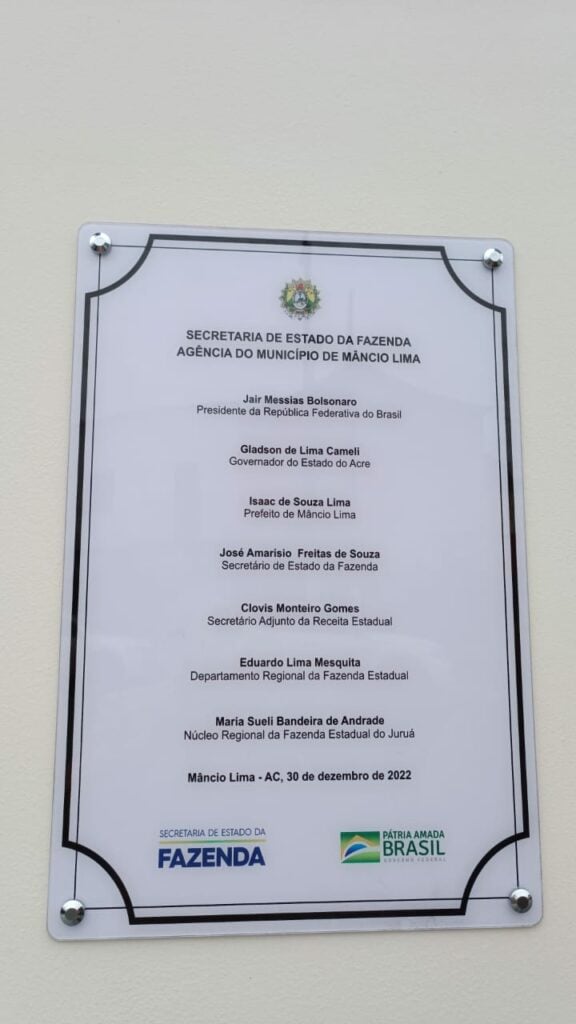 SECRETARIA DE ESTADO DA FAZENDA
AGÊNCIA DO MUNICÍPIO DE MÂNCIO LIMA
Jair Messias Bolsonaro
Presidente da República Federativa do Brasil
Gladson de Lima Cameli
Governador do Estado do Acre
Isaac de Souza Lima
Prefeito de Mâncio Lima
José Amarisio Freitas de Souza
Secretário de Estado da Fazenda
Clovis Monteiro Gomes
Secretário Adjunto da Receita Estadual
Eduardo Lima Mesquita
Departamento Regional da Fazenda Estadual
Maria Sueli Bandeira de Andrade
Núcleo Regional da Fazenda Estadual do Juruá
Mâncio Lima - AC, 30 de dezembro de 2022
SECRETARIA DE ESTADO DA
FAZENDA
PÁTRIA AMADA
BRASIL
GOVERNO FEDERAL